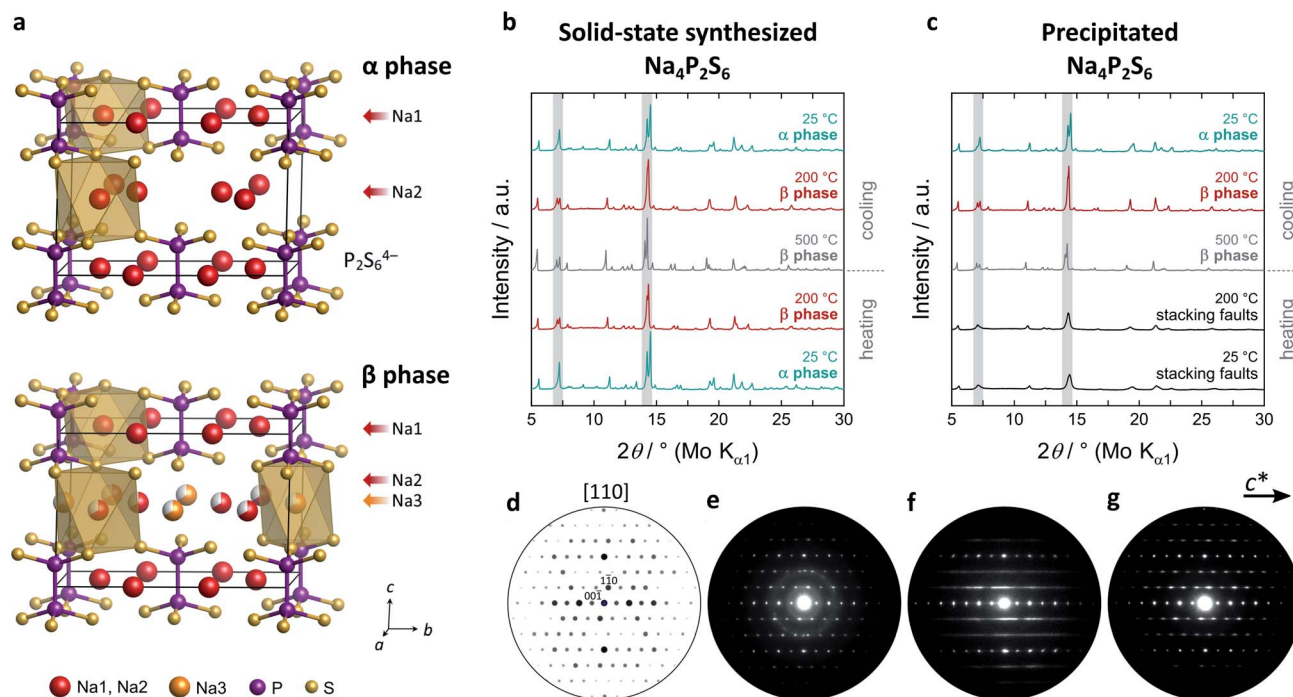 a
α phase
Na1
Na2
P₂S₆⁴⁻
β phase
Na1
Na2
Na3
c
a
b
Na1, Na2
Na3
P
S
b
Solid-state synthesized
Na₄P₂S₆
Intensity / a.u.
25 °C
α phase
200 °C
β phase
500 °C
β phase
200 °C
β phase
25 °C
α phase
cooling
heating
5 10 15 20 25 30
2θ / ° (Mo Kα1)
c
Precipitated
Na₄P₂S₆
Intensity / a.u.
25 °C
α phase
200 °C
β phase
500 °C
β phase
200 °C
stacking faults
25 °C
stacking faults
cooling
heating
5 10 15 20 25 30
2θ / ° (Mo Kα1)
d
[110]
11̄0
001̄
e
f
g
c*